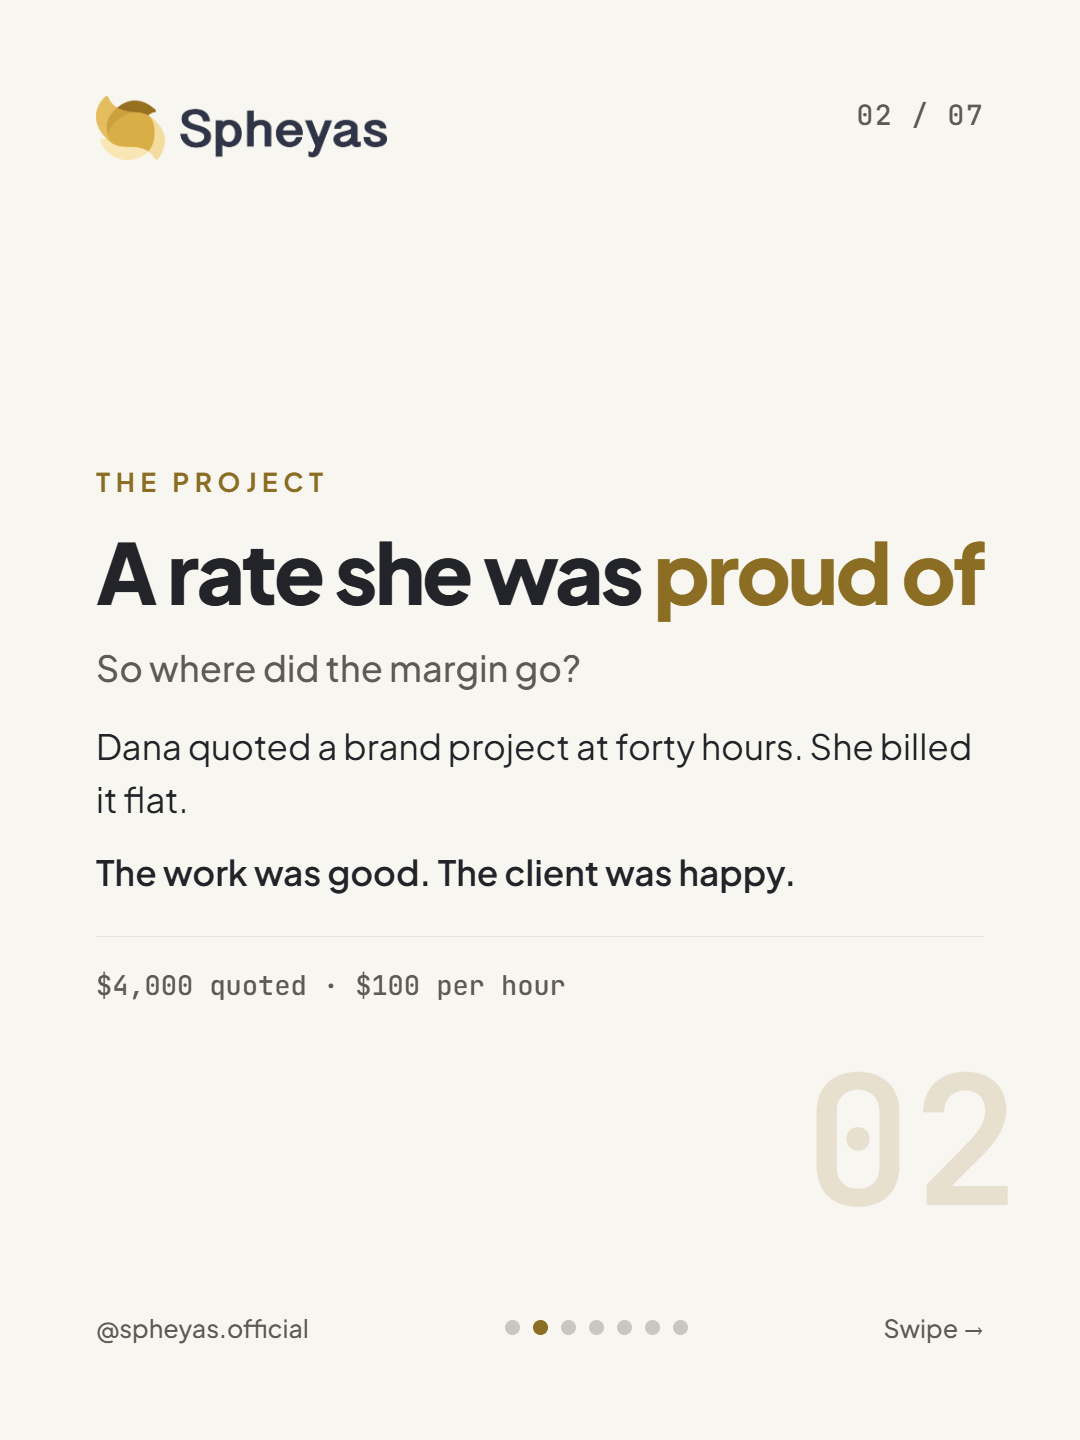 Spheyas
02 / 07
THE PROJECT
A rate she was proud of
So where did the margin go?
Dana quoted a brand project at forty hours. She billed
it flat.
The work was good. The client was happy.
$4,000 quoted · $100 per hour
02
@spheyas.official
Swipe →